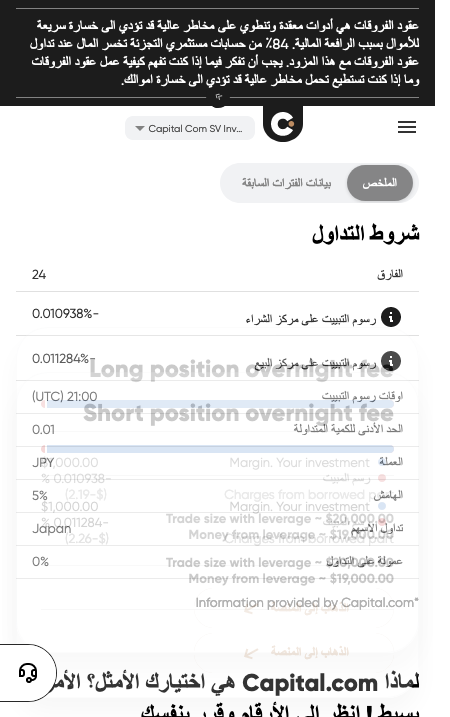 عقود الفروقات هي أدوات معقدة وتنطوي على مخاطر عالية قد تؤدي الى خسارة سريعة
للأموال بسبب الرافعة المالية. 84٪ من حسابات مستثمري التجزئة تخسر المال عند تداول
عقود الفروقات مع هذا المزود. يجب أن تفكر فيما إذا كنت تفهم كيفية عمل عقود الفروقات
وما إذا كنت تستطيع تحمل مخاطر عالية قد تؤدي الى خسارة اموالك.
Capital Com SV Inv...
الملخص
بيانات الفترات السابقة
شروط التداول
الفارق 24
رسوم التبييت على مركز الشراء -0.010938%
رسوم التبييت على مركز البيع -0.011284%
Long position overnight fee
اوقات رسوم التبييت 21:00 (UTC)
Short position overnight fee
الحد الأدنى للكمية المتداولة 0.01
العملة JPY
Margin. Your investment $1,000.00
رسم المبيت -0.010938 %
الهامش 5%
Charges from borrowed part (-$2.19)
Margin. Your investment $1,000.00
-0.011284 %
Trade size with leverage ~ $20,000.00
تداول الأسهم Japan
Money from leverage ~ $19,000.00
Charges from borrowed part (-$2.26)
عمولة على التداول 0%
Trade size with leverage ~ $20,000.00
Money from leverage ~ $19,000.00
Information provided by Capital.com*
الذهاب إلى المنصة
الذهاب إلى المنصة
لماذا Capital.com هي اختيارك الأمثل؟
بسيط! انظر إلى الأرقام وقرر بنفسك